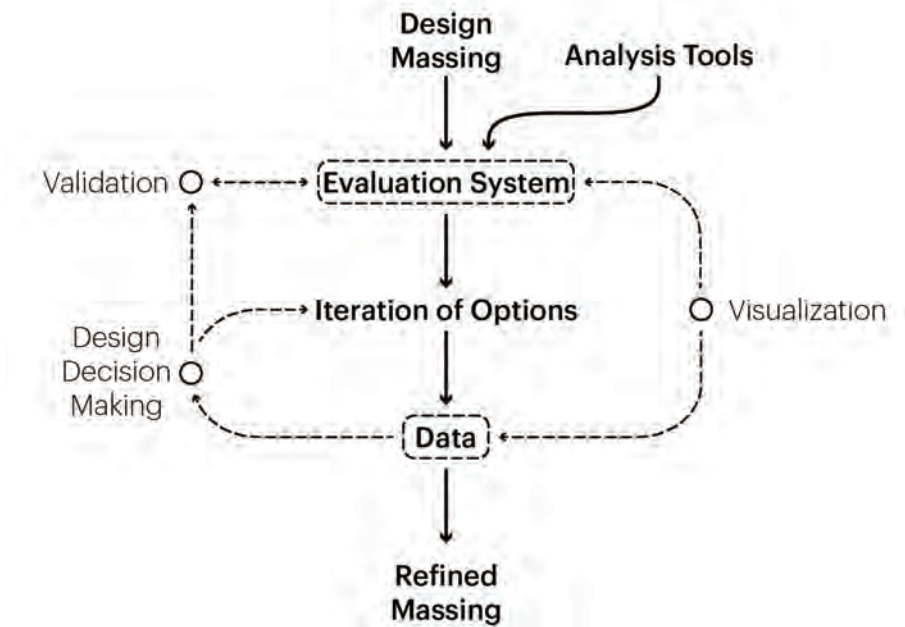 Design
Massing
Analysis Tools
Validation
Evaluation System
Iteration of Options
Visualization
Design
Decision
Making
Data
Refined
Massing